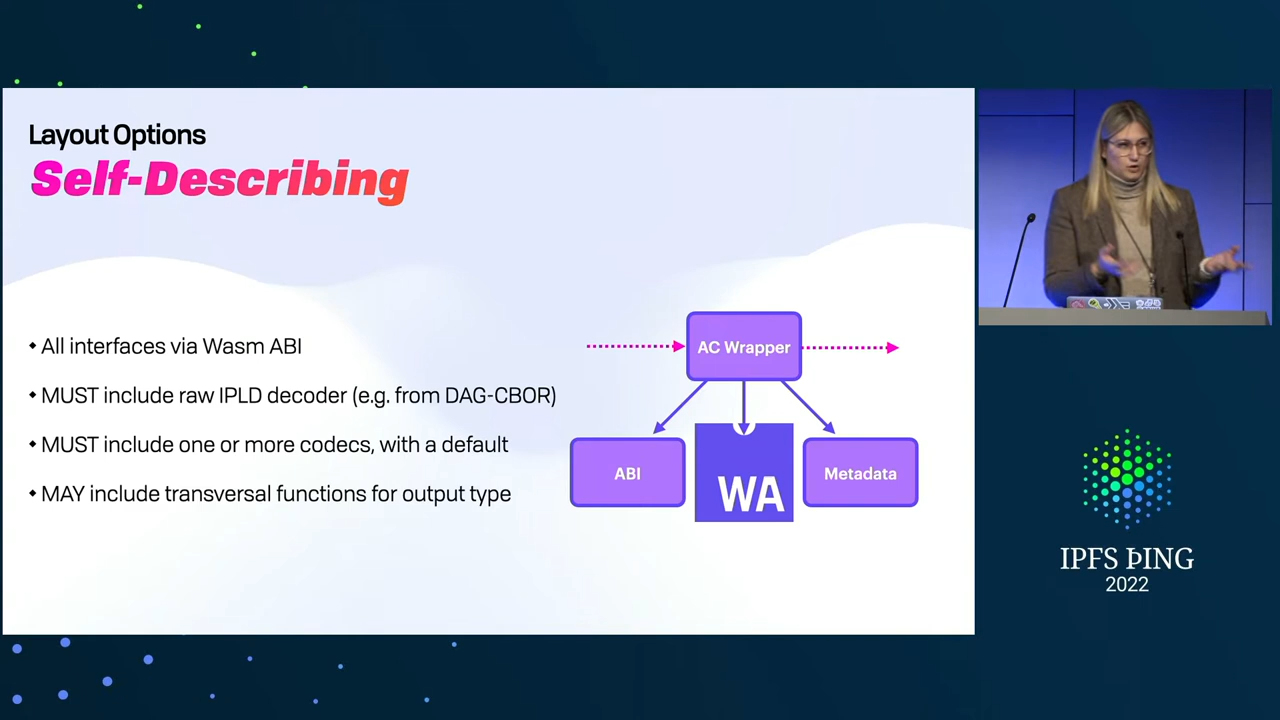 Layout Options
Self-Describing
All interfaces via Wasm ABI
MUST include raw IPLD decoder (e.g. from DAG-CBOR)
MUST include one or more codecs, with a default
MAY include transversal functions for output type
AC Wrapper
ABI
WA
Metadata
IPFS ÞING
2022